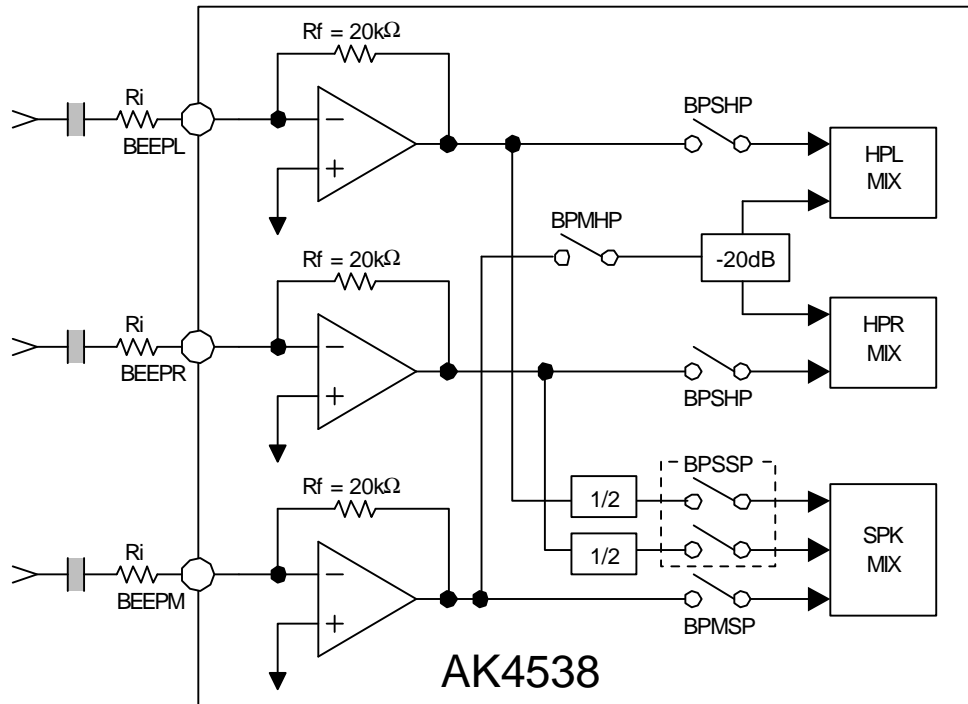 Rf = 20kΩ
Ri
BEEPL
−
+
BPSHP
HPL
MIX
BPMHP
-20dB
Rf = 20kΩ
Ri
BEEPR
−
+
HPR
MIX
BPSHP
BPSSP
1/2
1/2
SPK
MIX
Rf = 20kΩ
Ri
BEEPM
−
+
BPMSP
AK4538